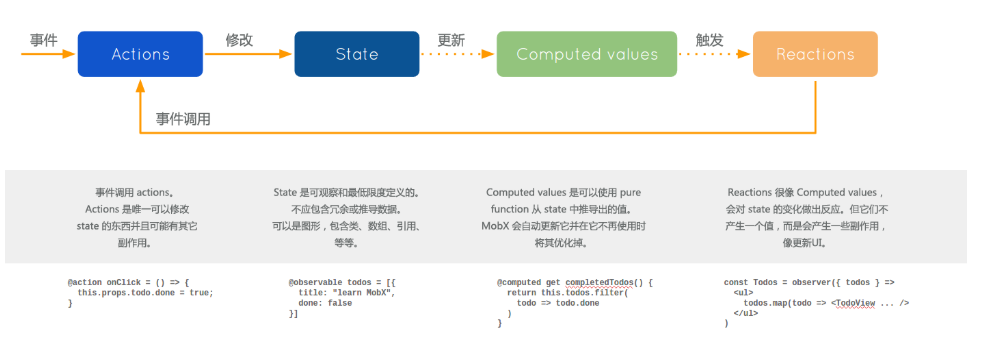 事件
Actions
修改
State
更新
Computed values
触发
Reactions
事件调用
事件调用 actions。
Actions 是唯一可以修改
state 的东西并且可能有其它
副作用。
State 是可观察和最低限度定义的。
不应包含冗余或推导数据。
可以是图形，包含类、数组、引用、
等等。
Computed values 是可以使用 pure
function 从 state 中推导出的值。
MobX 会自动更新它并在它不再使用时
将其优化掉。
Reactions 很像 Computed values，
会对 state 的变化做出反应。但它们不
产生一个值，而是会产生一些副作用，
像更新UI。
@action onClick = () => {
this.props.todo.done = true;
}
@observable todos = [{
title: "learn MobX",
done: false
}]
@computed get completedTodos() {
return this.todos.filter(
todo => todo.done
)
}
const Todos = observer({ todos } =>
<ul>
todos.map(todo => <TodoView ... />
</ul>
)